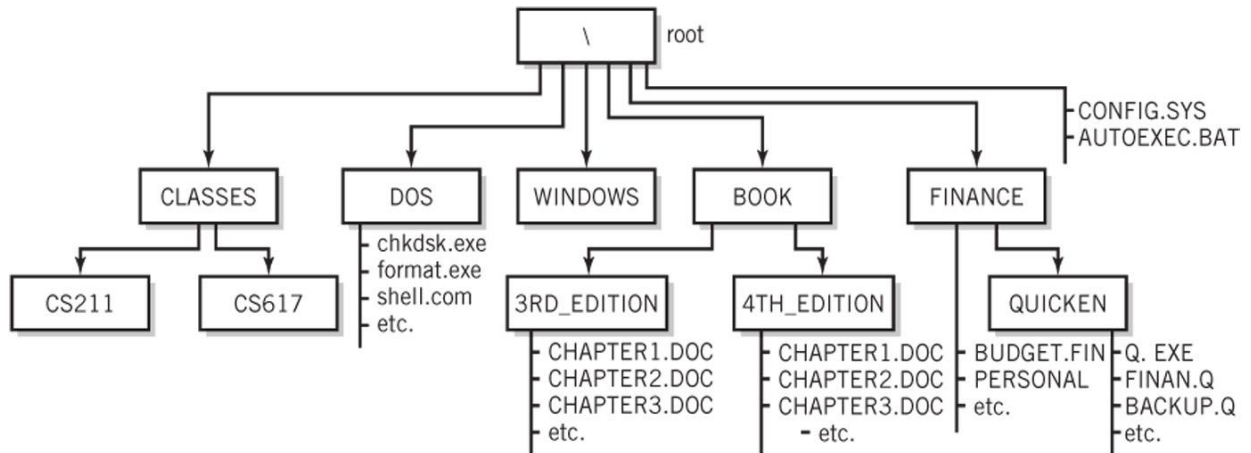 \
root
CONFIG.SYS
AUTOEXEC.BAT
CLASSES
DOS
WINDOWS
BOOK
FINANCE
chkdsk.exe
format.exe
shell.com
etc.
CS211
CS617
3RD_EDITION
4TH_EDITION
QUICKEN
CHAPTER1.DOC
CHAPTER2.DOC
CHAPTER3.DOC
etc.
CHAPTER1.DOC
CHAPTER2.DOC
CHAPTER3.DOC
etc.
BUDGET.FIN
PERSONAL
etc.
Q. EXE
FINAN.Q
BACKUP.Q
etc.